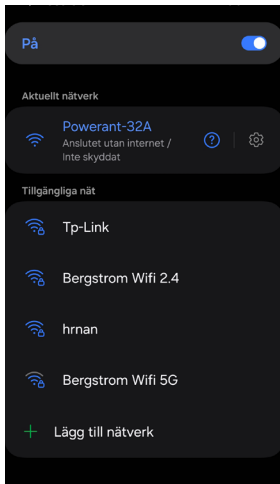 På
Aktuellt nätverk
Powerant-32A
Anslutet utan internet /
Inte skyddat
Tillgängliga nät
Tp-Link
Bergstrom Wifi 2.4
hrnan
Bergstrom Wifi 5G
Lägg till nätverk